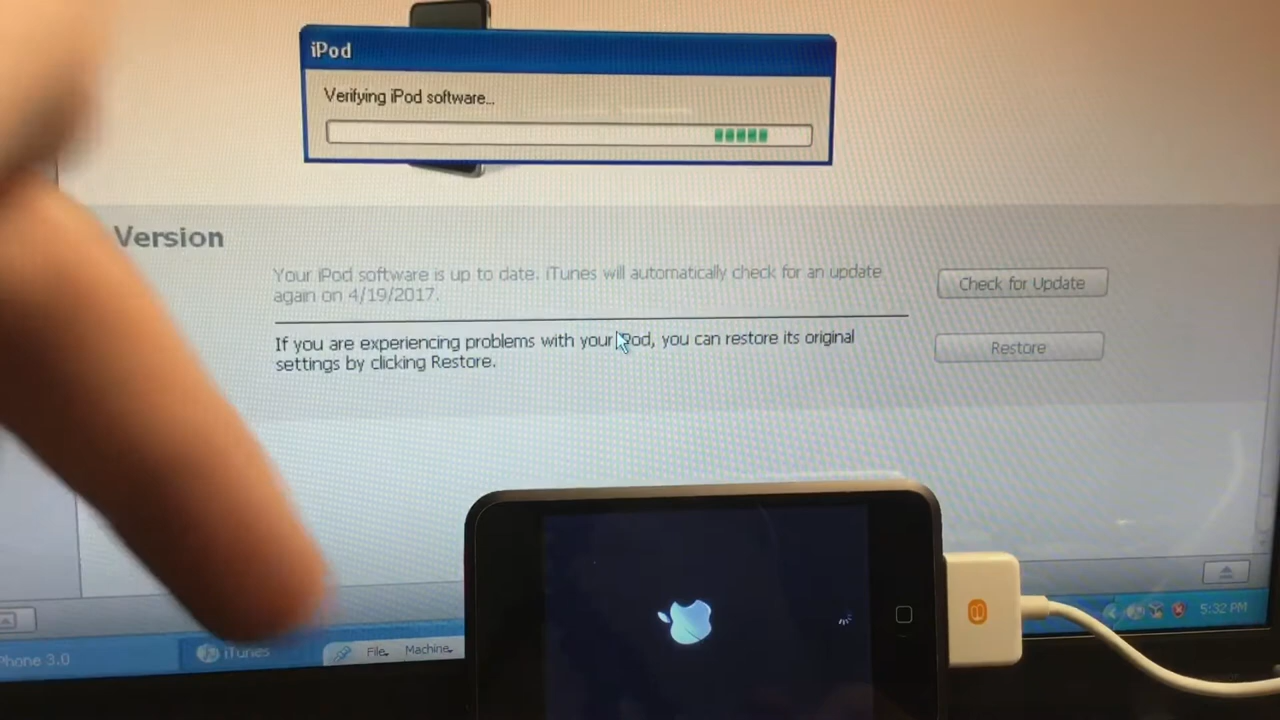 iPod
Verifying iPod software...
Version
Your iPod software is up to date. iTunes will automatically check for an update
again on 4/19/2017.
Check for Update
If you are experiencing problems with your iPod, you can restore its original
settings by clicking Restore.
Restore
5:32 PM
Phone 3.0
iTunes
File
Machine